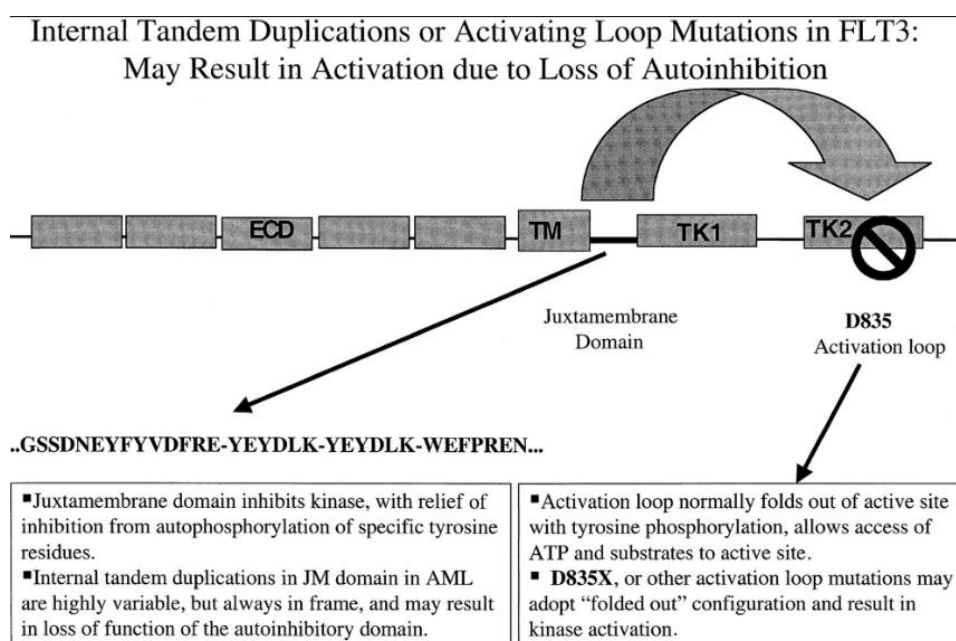 Internal Tandem Duplications or Activating Loop Mutations in FLT3:
May Result in Activation due to Loss of Autoinhibition
ECD
TM
TK1
TK2
Juxtamembrane
Domain
D835
Activation loop
..GSSDNEYFYVDFRE-YEYDLK-YEYDLK-WEFPREN...
▪Juxtamembrane domain inhibits kinase, with relief of
inhibition from autophosphorylation of specific tyrosine
residues.
▪Internal tandem duplications in JM domain in AML
are highly variable, but always in frame, and may result
in loss of function of the autoinhibitory domain.
▪Activation loop normally folds out of active site
with tyrosine phosphorylation, allows access of
ATP and substrates to active site.
▪ D835X, or other activation loop mutations may
adopt “folded out” configuration and result in
kinase activation.